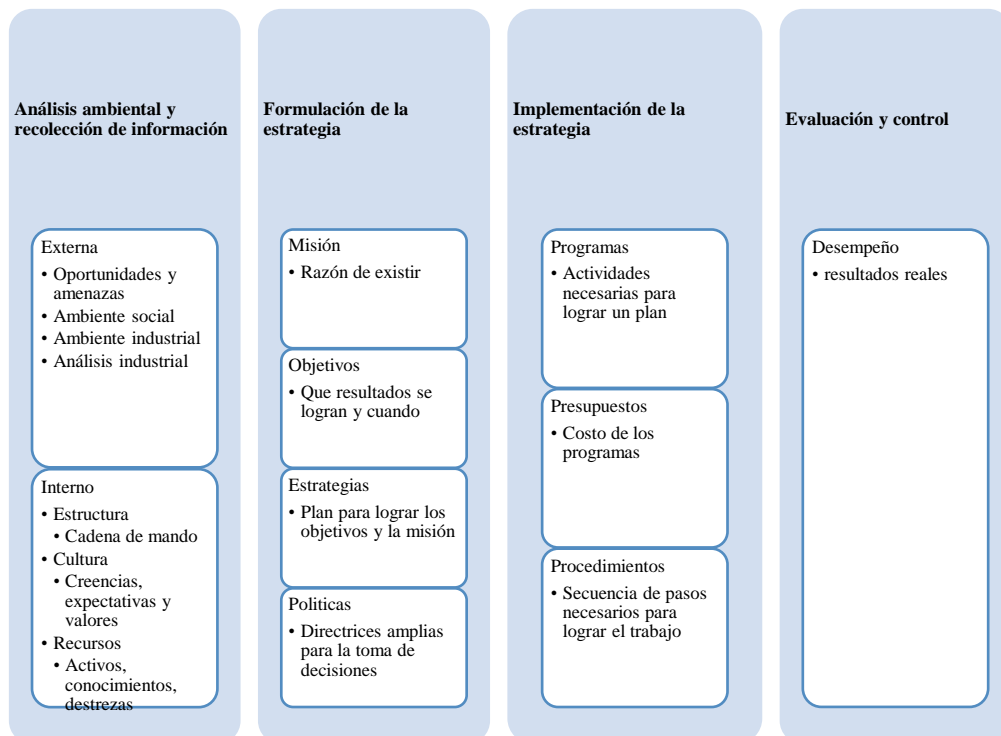 Análisis ambiental y
recolección de información
Externa
• Oportunidades y
amenazas
• Ambiente social
• Ambiente industrial
• Análisis industrial
Interno
• Estructura
• Cadena de mando
• Cultura
• Creencias,
expectativas y
valores
• Recursos
• Activos,
conocimientos,
destrezas
Formulación de la
estrategia
Misión
• Razón de existir
Objetivos
• Que resultados se
logran y cuando
Estrategias
• Plan para lograr los
objetivos y la misión
Politicas
• Directrices amplias
para la toma de
decisiones
Implementación de la
estrategia
Programas
• Actividades
necesarias para
lograr un plan
Presupuestos
• Costo de los
programas
Procedimientos
• Secuencia de pasos
necesarios para
lograr el trabajo
Evaluación y control
Desempeño
• resultados reales